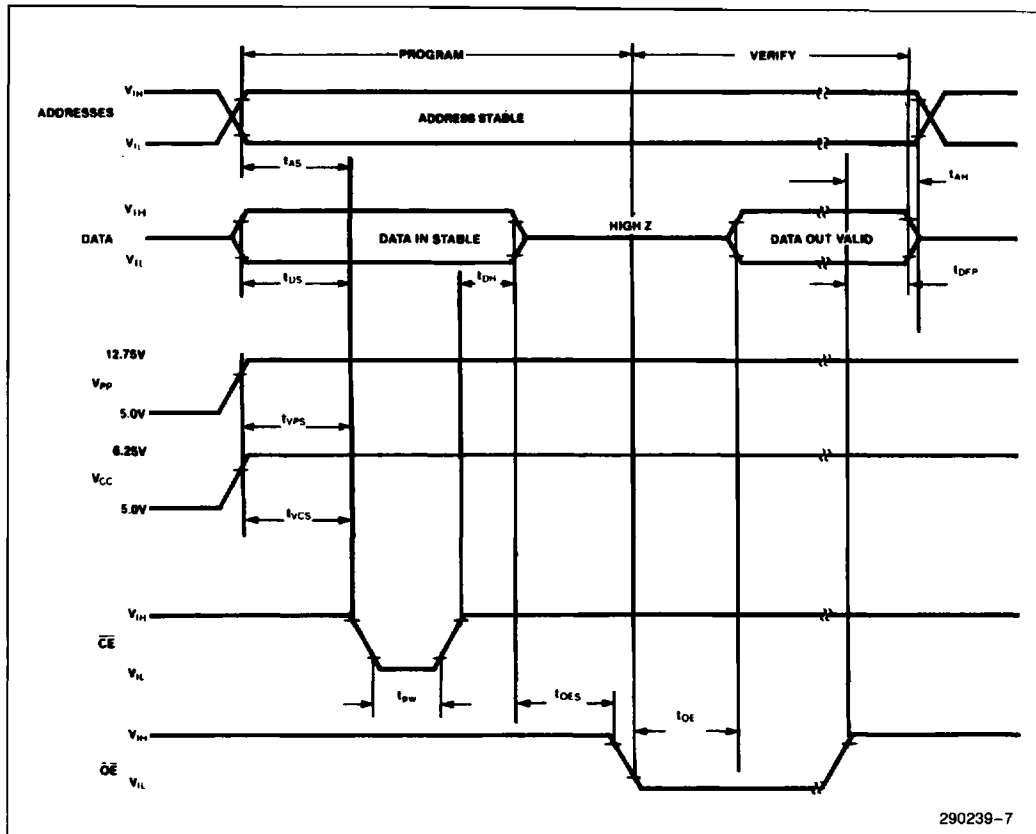 PROGRAM VERIFY
VIH
ADDRESSES ADDRESS STABLE
VIL
tAS tAH
VIH HIGH Z
DATA DATA IN STABLE DATA OUT VALID
VIL
tDS tDH tDFP
12.75V
VPP
5.0V tVPS
6.25V
VCC
5.0V tVCS
VIH
CE
VIL
tPW tOES tOE
VIH
OE VIL
290239-7